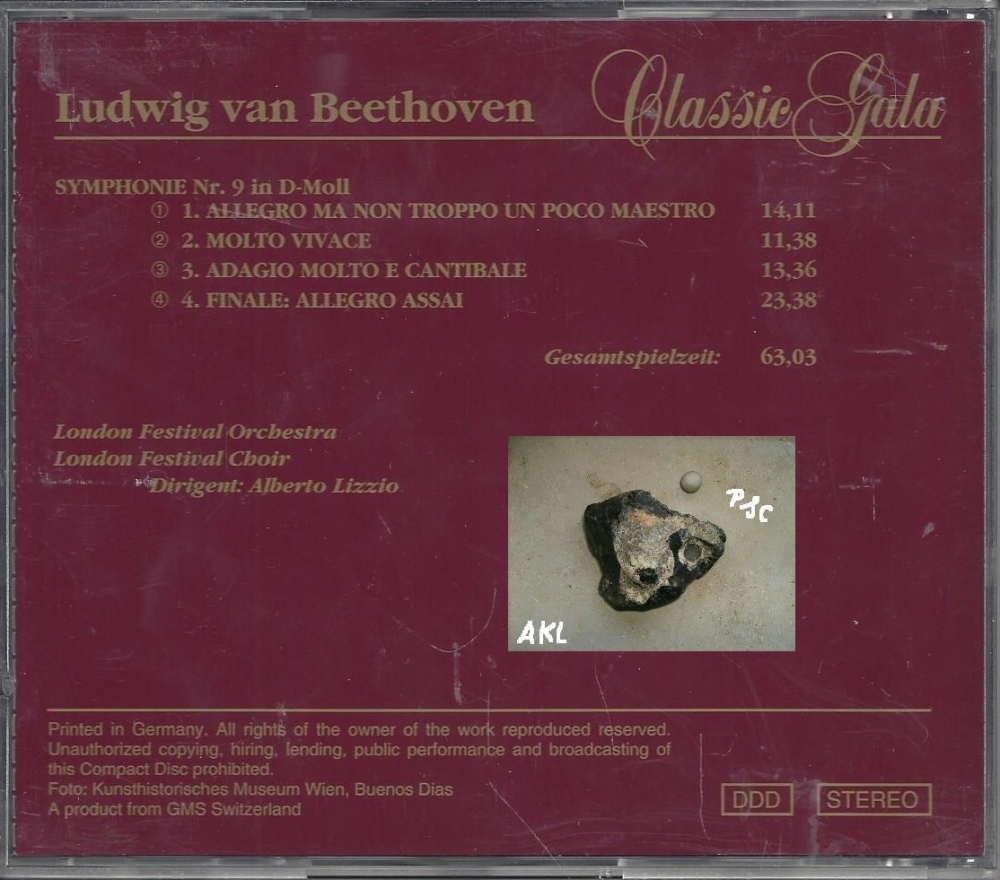 Ludwig van Beethoven Classic Gala
SYMPHONIE Nr. 9 in D-Moll
① 1. ALLEGRO MA NON TROPPO UN POCO MAESTRO 14,11
② 2. MOLTO VIVACE 11,38
③ 3. ADAGIO MOLTO E CANTIBALE 13,36
④ 4. FINALE: ALLEGRO ASSAI 23,38
Gesamtspielzeit: 63,03
London Festival Orchestra
London Festival Choir
Dirigent: Alberto Lizzio
PSC
AKL
Printed in Germany. All rights of the owner of the work reproduced reserved.
Unauthorized copying, hiring, lending, public performance and broadcasting of
this Compact Disc prohibited.
Foto: Kunsthistorisches Museum Wien, Buenos Dias
A product from GMS Switzerland
DDD STEREO